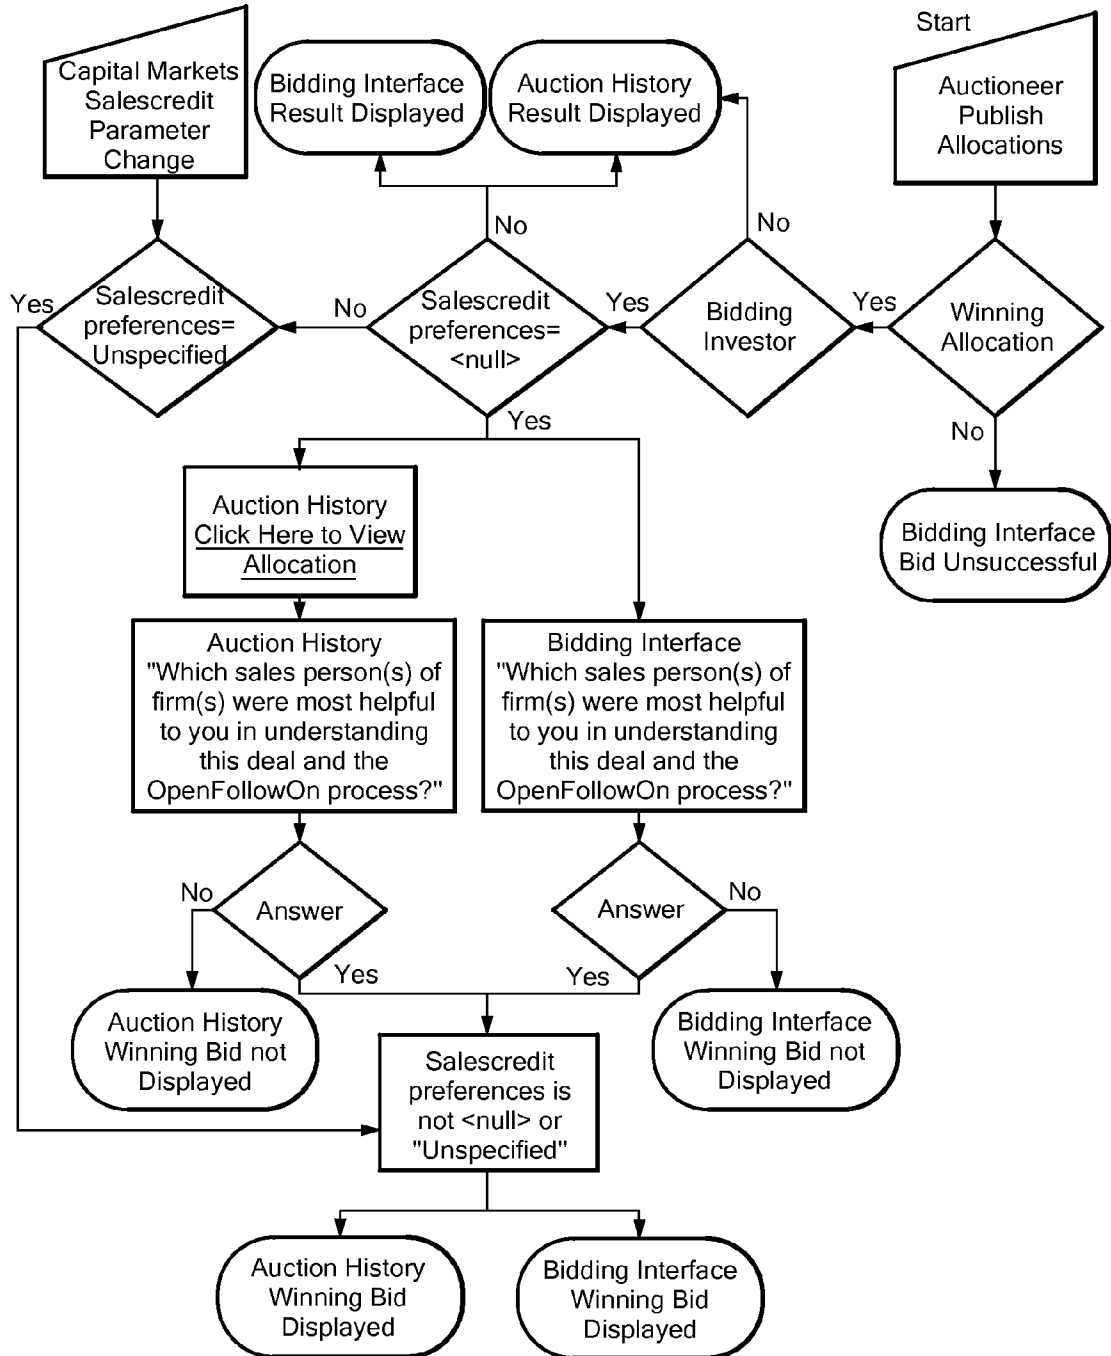 Start
Capital Markets
Salescredit
Parameter
Change
Bidding Interface
Result Displayed
Auction History
Result Displayed
Auctioneer
Publish
Allocations
No
No
Yes
Salescredit
preferences=
Unspecified
No
Salescredit
preferences=
<null>
Yes
Bidding
Investor
Yes
Winning
Allocation
Yes
No
Auction History
Click Here to View
Allocation
Bidding Interface
Bid Unsuccessful
Auction History
"Which sales person(s) of
firm(s) were most helpful
to you in understanding
this deal and the
OpenFollowOn process?"
Bidding Interface
"Which sales person(s) of
firm(s) were most helpful
to you in understanding
this deal and the
OpenFollowOn process?"
No
Answer
Yes
Answer
No
Yes
Auction History
Winning Bid not
Displayed
Salescredit
preferences is
not <null> or
"Unspecified"
Bidding Interface
Winning Bid not
Displayed
Auction History
Winning Bid
Displayed
Bidding Interface
Winning Bid
Displayed